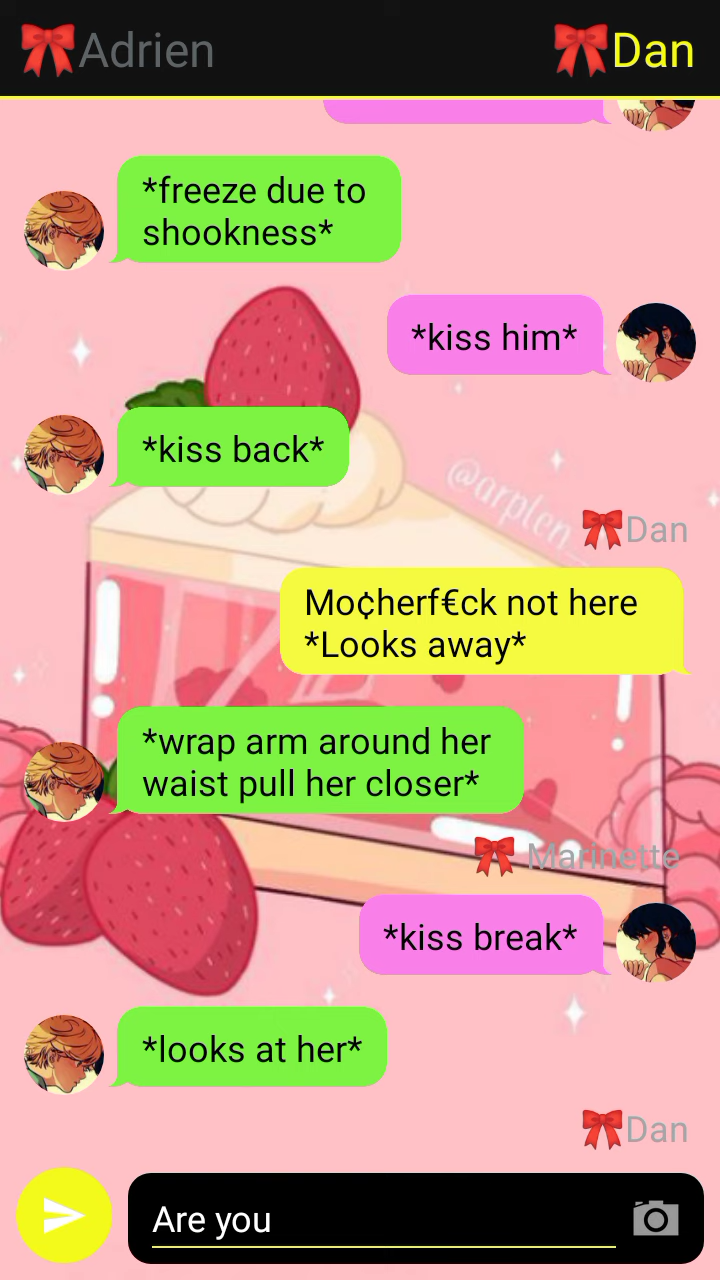 🎀Adrien
🎀Dan
*freeze due to
shookness*
*kiss him*
*kiss back*
@arplen_
🎀Dan
Mo¢herf€ck not here
*Looks away*
*wrap arm around her
waist pull her closer*
🎀 Marinette
*kiss break*
*looks at her*
🎀Dan
Are you